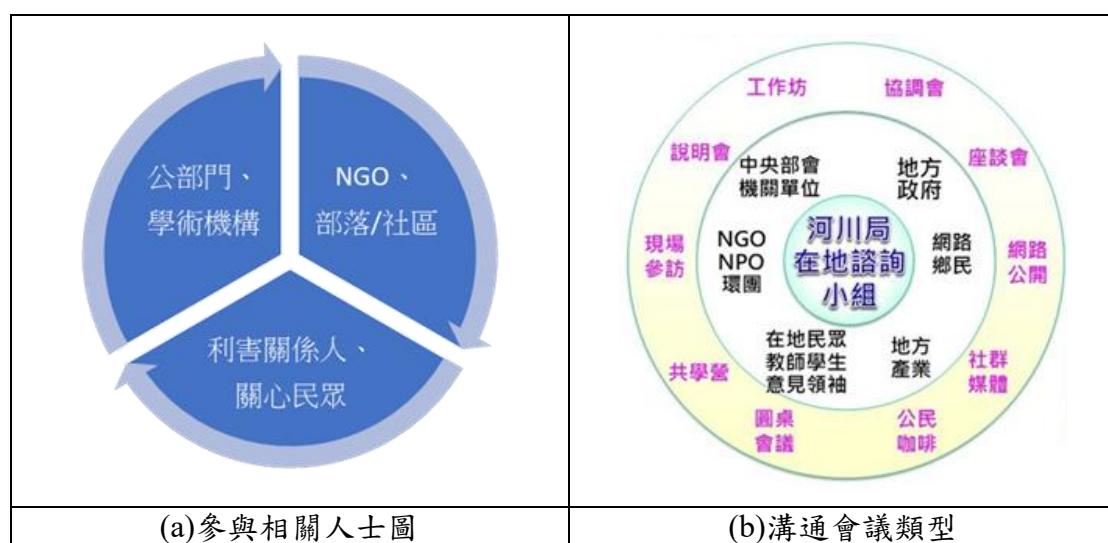 公部門、
學術機構
NGO、
部落/社區
利害關係人、
關心民眾
(a)參與相關人士圖
工作坊
協調會
說明會
座談會
中央部會
機關單位
地方
政府
現場
參訪
NGO
NPO
環團
河川局
在地諮詢
小組
網路
鄉民
網路
公開
在地民眾
教師學生
意見領袖
地方
產業
共學營
社群
媒體
圓桌
會議
公民
咖啡
(b)溝通會議類型